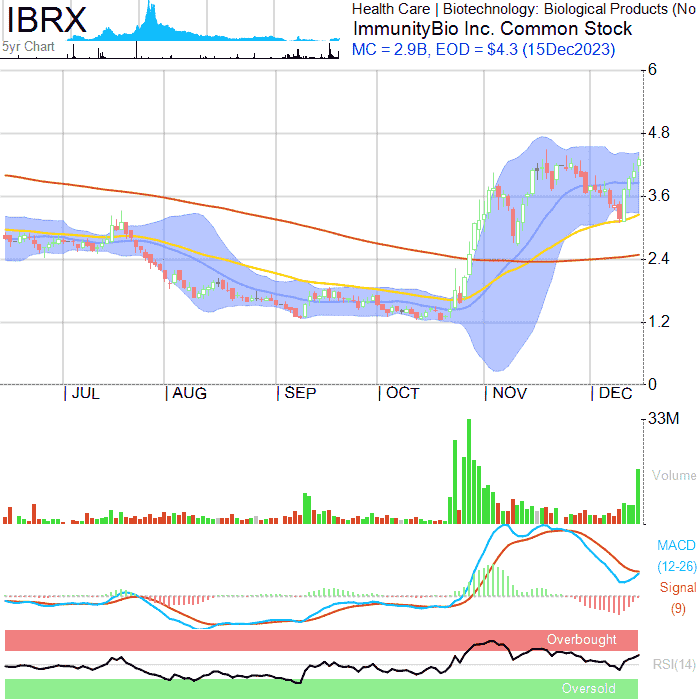 IBRX
5yr Chart
Health Care | Biotechnology: Biological Products (No
ImmunityBio Inc. Common Stock
MC = 2.9B, EOD = $4.3 (15Dec2023)
6
4.8
3.6
2.4
1.2
0
JUL AUG SEP OCT NOV DEC
33M
Volume
MACD
(12-26)
Signal
(9)
Overbought
RSI(14)
Oversold